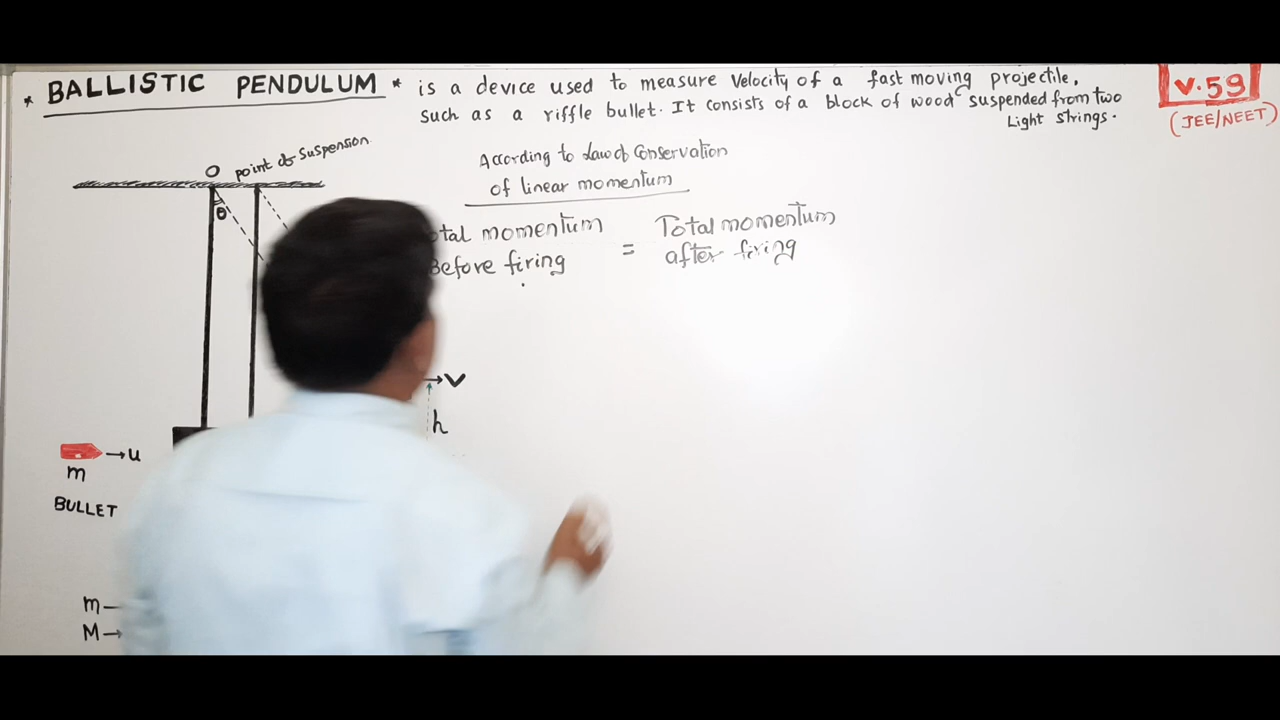 * BALLISTIC PENDULUM * is a device used to measure Velocity of a fast moving projectile,
such as a riffle bullet. It consists of a block of wood suspended from two
Light strings.
V.59
(JEE/NEET)
O point of suspension
θ
According to Law of Conservation
of linear momentum
otal momentum
Before firing
=
Total momentum
after firing
V
h
u
m
BULLET
m
M